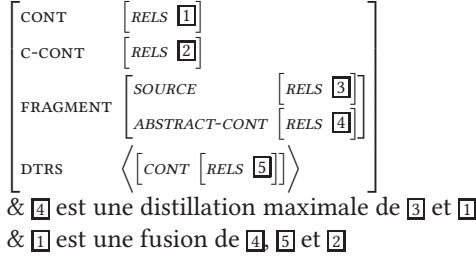 CONT [RELS 1]
C-CONT [RELS 2]
FRAGMENT [SOURCE [RELS 3]
ABSTRACT-CONT [RELS 4]]
DTRS ⟨[CONT [RELS 5]]⟩
& 4 est une distillation maximale de 3 et 1
& 1 est une fusion de 4, 5 et 2